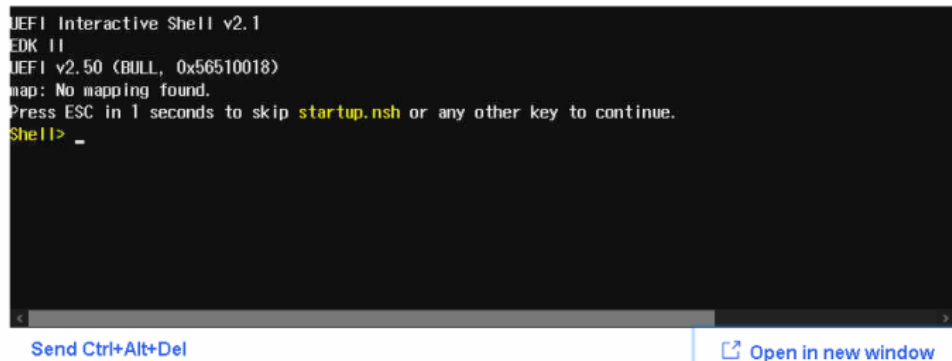 UEFI Interactive Shell v2.1
EDK II
UEFI v2.50 (BULL, 0x56510018)
map: No mapping found.
Press ESC in 1 seconds to skip startup.nsh or any other key to continue.
Shell> _
Send Ctrl+Alt+Del
Open in new window